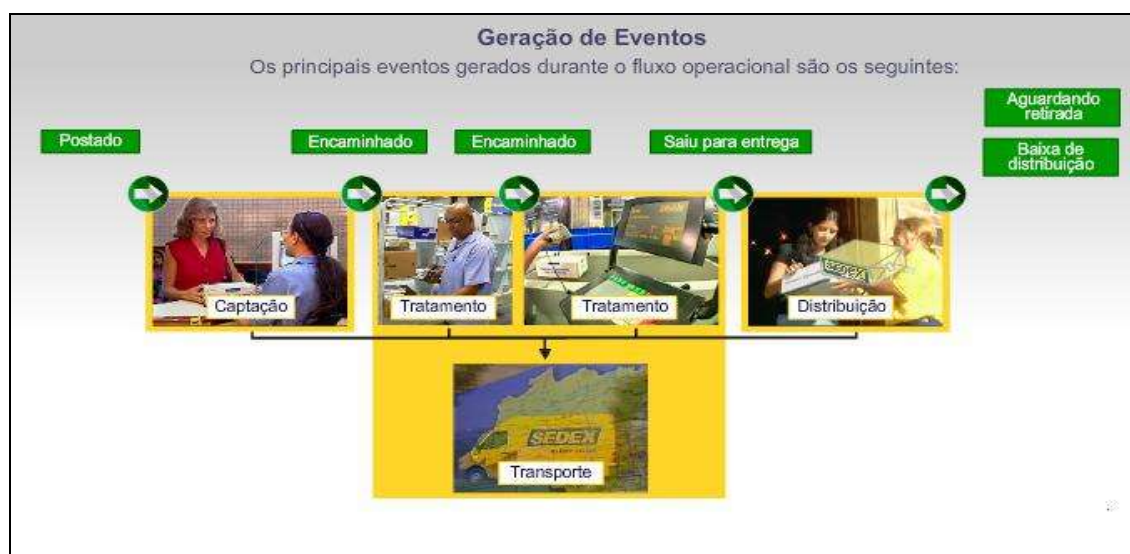 Geração de Eventos
Os principais eventos gerados durante o fluxo operacional são os seguintes:
Aguardando
retirada
Postado
Encaminhado
Encaminhado
Saiu para entrega
Baixa de
distribuição
SEDEX
Captação
Tratamento
Tratamento
Distribuição
SEDEX
Transporte